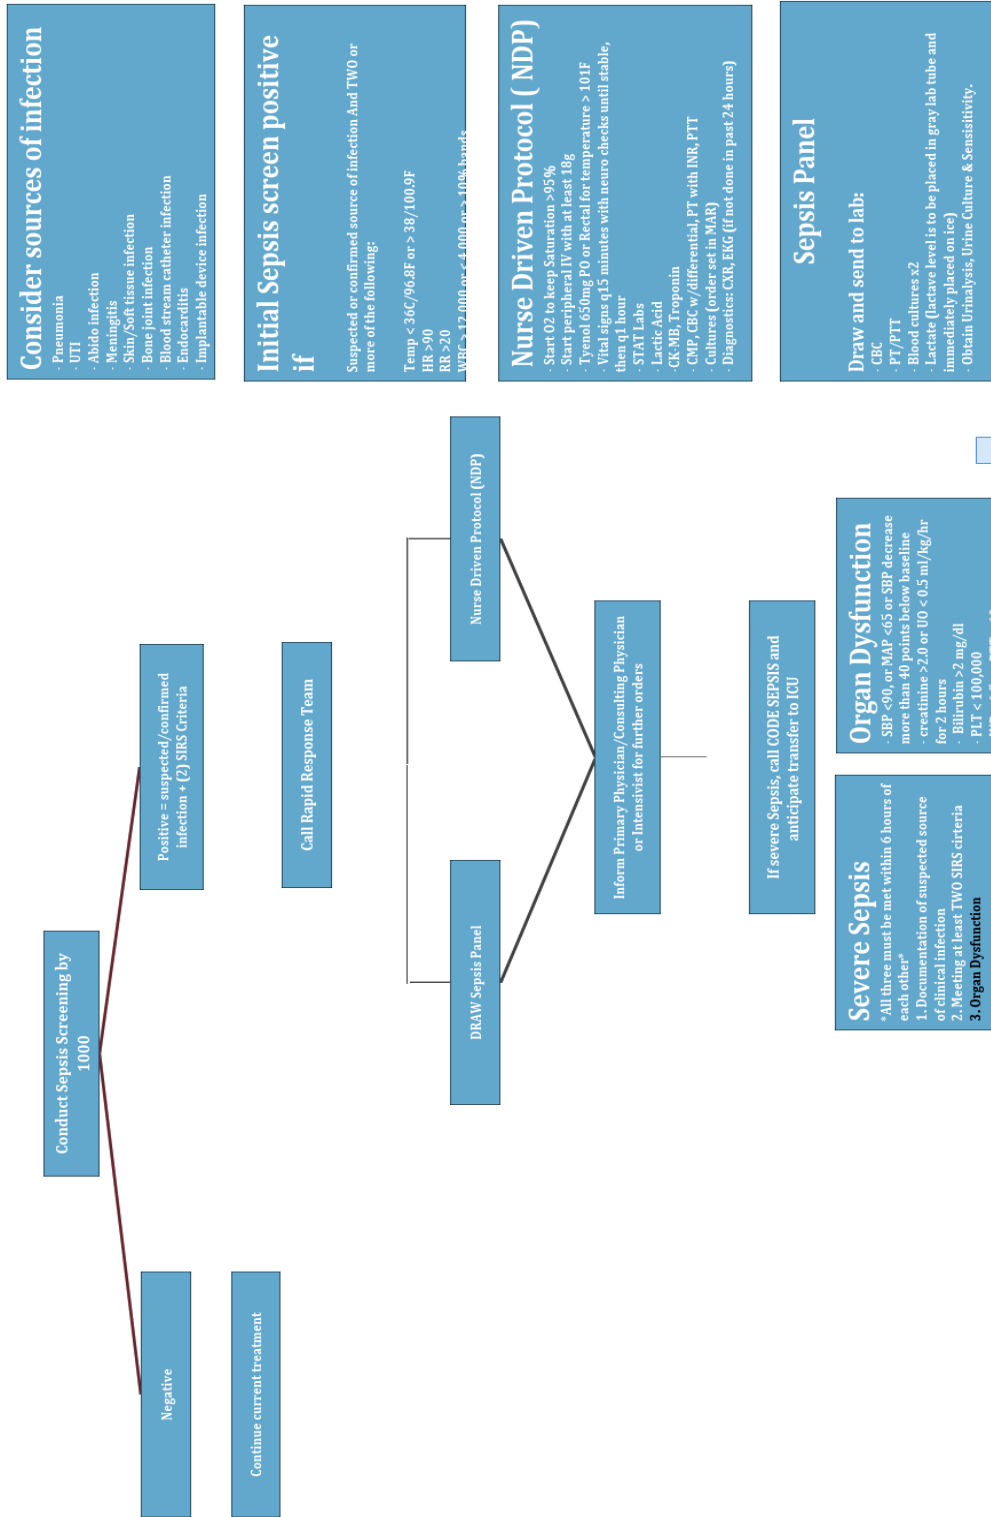 Conduct Sepsis Screening by
1000
Negative
Continue current treatment
Positive = suspected/confirmed
infection + (2) SIRS Criteria
Call Rapid Response Team
DRAW Sepsis Panel
Nurse Driven Protocol (NDP)
Inform Primary Physician/Consulting Physician
or Intensivist for further orders
If severe Sepsis, call CODE SEPSIS and
anticipate transfer to ICU
Severe Sepsis
*All three must be met within 6 hours of
each other*
1. Documentation of suspected source
of clinical infection
2. Meeting at least TWO SIRS cirteria
3. Organ Dysfunction
Organ Dysfunction
· SBP <90, or MAP <65 or SBP decrease
more than 40 points below baseline
· creatinine >2.0 or UO < 0.5 ml/kg/hr
for 2 hours
· Bilirubin >2 mg/dl
· PLT < 100,000
Consider sources of infection
· Pneumonia
· UTI
· Abido infection
· Meningitis
· Skin/Soft tissue infection
· Bone joint infection
· Blood stream catheter infection
· Endocarditis
· Implantable device infection
Initial Sepsis screen positive
if
Suspected or confirmed source of infection And TWO or
more of the following:
Temp < 36C/96.8F or > 38/100.9F
HR >90
RR >20
WBC > 12,000 or < 4,000 or > 10% bands
Nurse Driven Protocol ( NDP)
· Start O2 to keep Saturation >95%
· Start peripheral IV with at least 18g
· Tyenol 650mg PO or Rectal for temperature > 101F
· Vital signs q15 minutes with neuro checks until stable,
then q1 hour
· STAT Labs
· Lactic Acid
·CK-MB, Troponin
· CMP, CBC w/differential, PT with INR, PTT
· Cultures (order set in MAR)
· Diagnostics: CXR, EKG (if not done in past 24 hours)
Sepsis Panel
Draw and send to lab:
· CBC
· PT/PTT
· Blood cultures x2
· Lactate (lactave level is to be placed in gray lab tube and
immediately placed on ice)
· Obtain Urinalysis, Urine Culture & Sensisitivity.